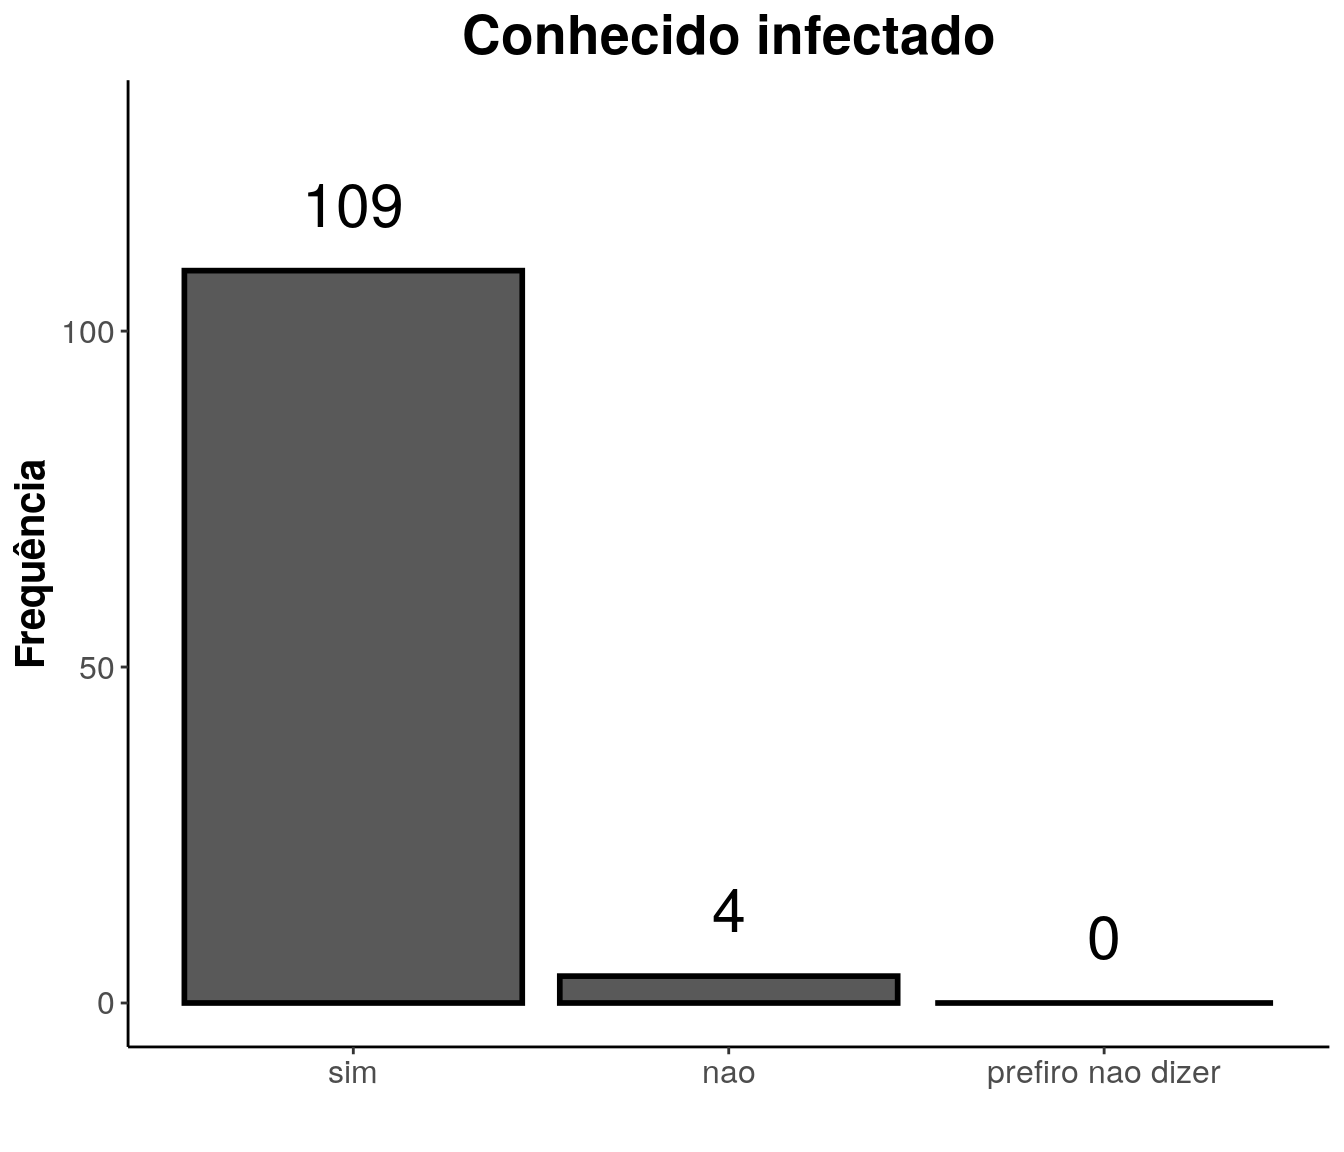 Conhecido infectado
109
4
0
Frequência
100
50
0
sim
nao
prefiro nao dizer